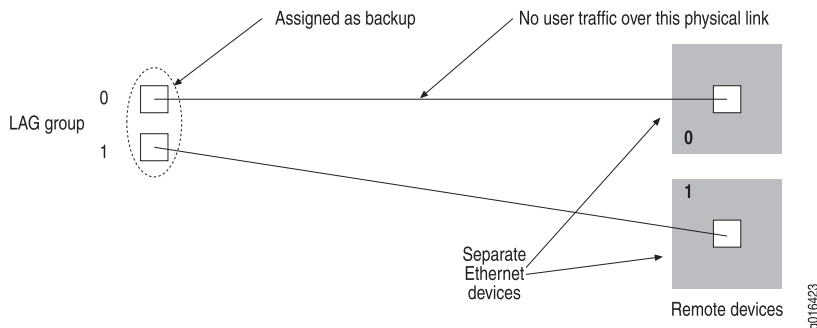 Assigned as backup
No user traffic over this physical link
0
LAG group
1
0
1
Separate
Ethernet
devices
Remote devices
g016423